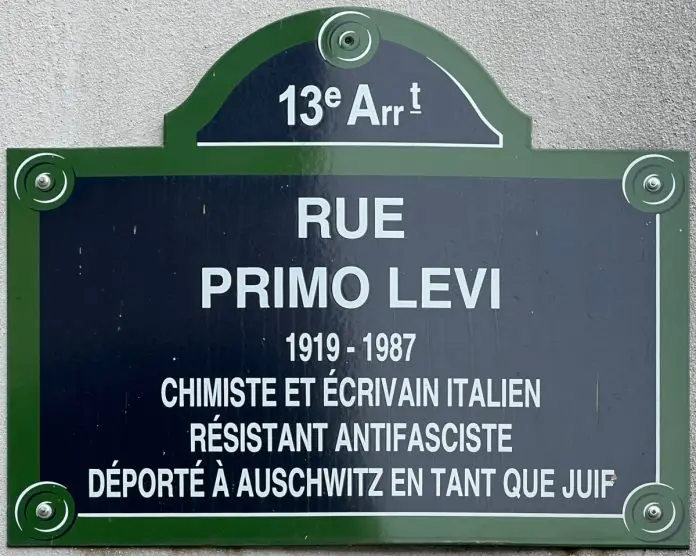 13e Arrt
RUE
PRIMO LEVI
1919 - 1987
CHIMISTE ET ÉCRIVAIN ITALIEN
RÉSISTANT ANTIFASCISTE
DÉPORTÉ À AUSCHWITZ EN TANT QUE JUIF